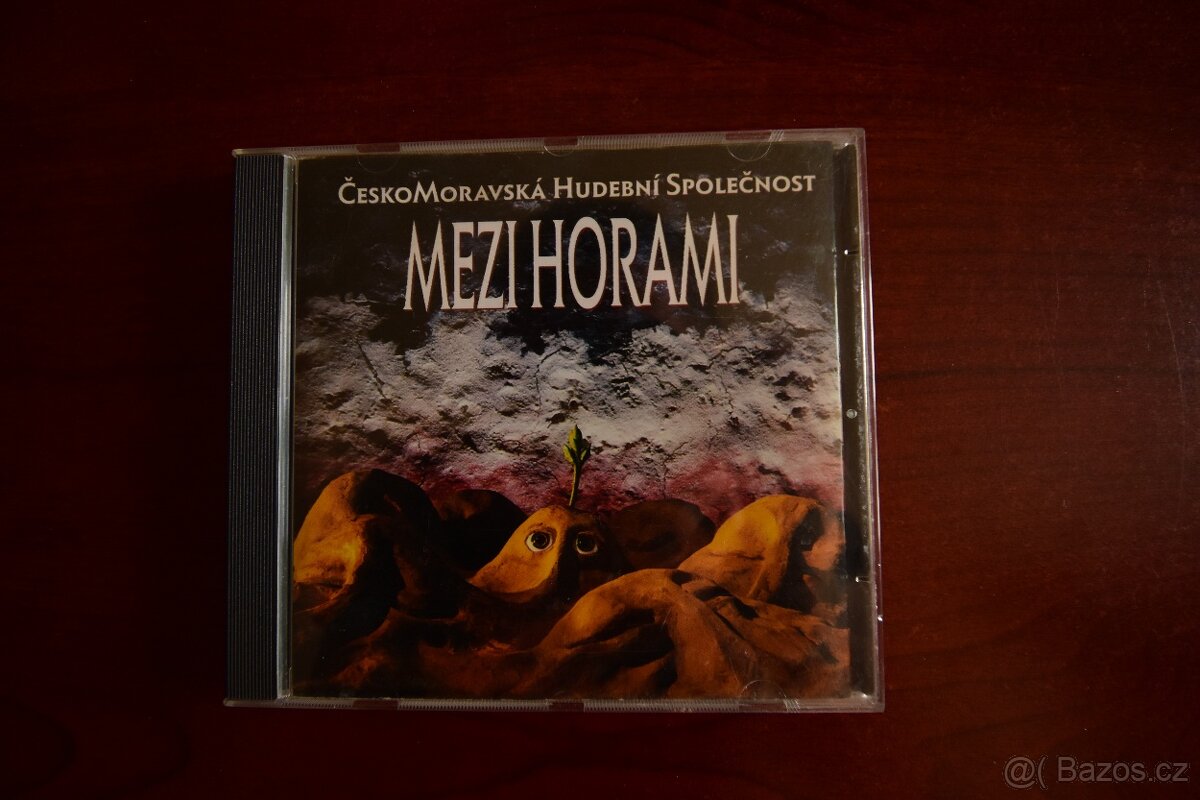 ČeskoMoravská Hudební Společnost
MEZI HORAMI
@( Bazos.cz